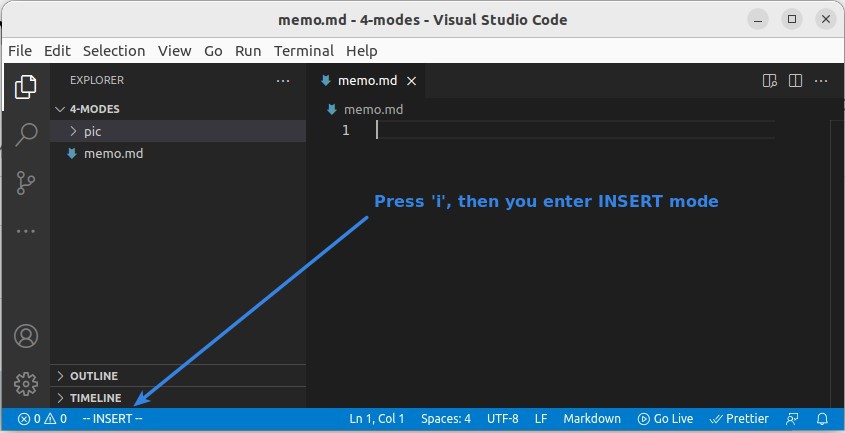 memo.md - 4-modes - Visual Studio Code
File Edit Selection View Go Run Terminal Help
EXPLORER
4-MODES
pic
memo.md
OUTLINE
TIMELINE
memo.md
memo.md
1
Press 'i', then you enter INSERT mode
0 0 -- INSERT -- Ln 1, Col 1 Spaces: 4 UTF-8 LF Markdown Go Live Prettier